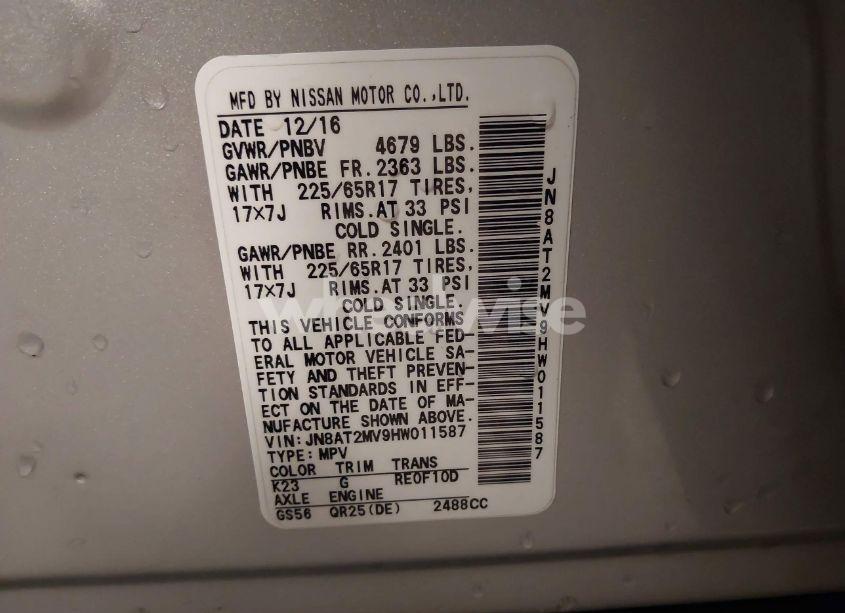 MFD BY NISSAN MOTOR CO.,LTD.
DATE 12/16
GVWR/PNBV 4679 LBS.
GAWR/PNBE FR. 2363 LBS.
WITH 225/65R17 TIRES,
17×7J RIMS.AT 33 PSI
COLD SINGLE.
GAWR/PNBE RR. 2401 LBS.
WITH 225/65R17 TIRES,
17×7J RIMS.AT 33 PSI
COLD SINGLE.
THIS VEHICLE CONFORMS
TO ALL APPLICABLE FED-
ERAL MOTOR VEHICLE SA-
FETY AND THEFT PREVEN-
TION STANDARDS IN EFF-
ECT ON THE DATE OF MA-
NUFACTURE SHOWN ABOVE.
VIN:JN8AT2MV9HW011587
TYPE: MPV
COLOR TRIM TRANS
K23 G RE0F10D
AXLE ENGINE
GS56 QR25(DE) 2488CC
JN8AT2MV9HW011587